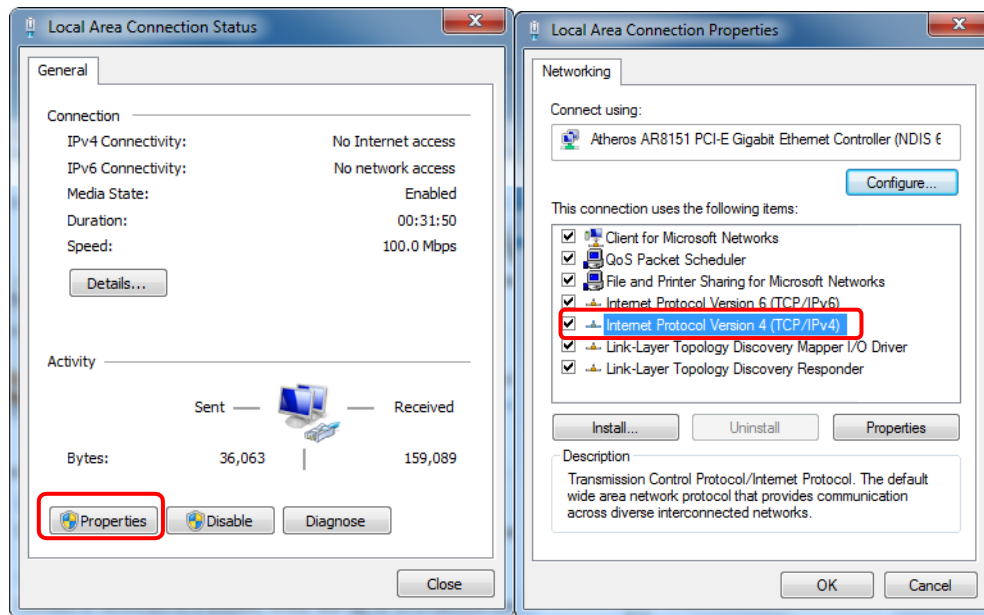 Local Area Connection Status
General
Connection
IPv4 Connectivity: No Internet access
IPv6 Connectivity: No network access
Media State: Enabled
Duration: 00:31:50
Speed: 100.0 Mbps
Details...
Activity
Sent Received
Bytes: 36,063 159,089
Properties Disable Diagnose
Close
Local Area Connection Properties
Networking
Connect using:
Atheros AR8151 PCI-E Gigabit Ethernet Controller (NDIS 6
Configure...
This connection uses the following items:
Client for Microsoft Networks
QoS Packet Scheduler
File and Printer Sharing for Microsoft Networks
Internet Protocol Version 6 (TCP/IPv6)
Internet Protocol Version 4 (TCP/IPv4)
Link-Layer Topology Discovery Mapper I/O Driver
Link-Layer Topology Discovery Responder
Install... Uninstall Properties
Description
Transmission Control Protocol/Internet Protocol. The default
wide area network protocol that provides communication
across diverse interconnected networks.
OK Cancel